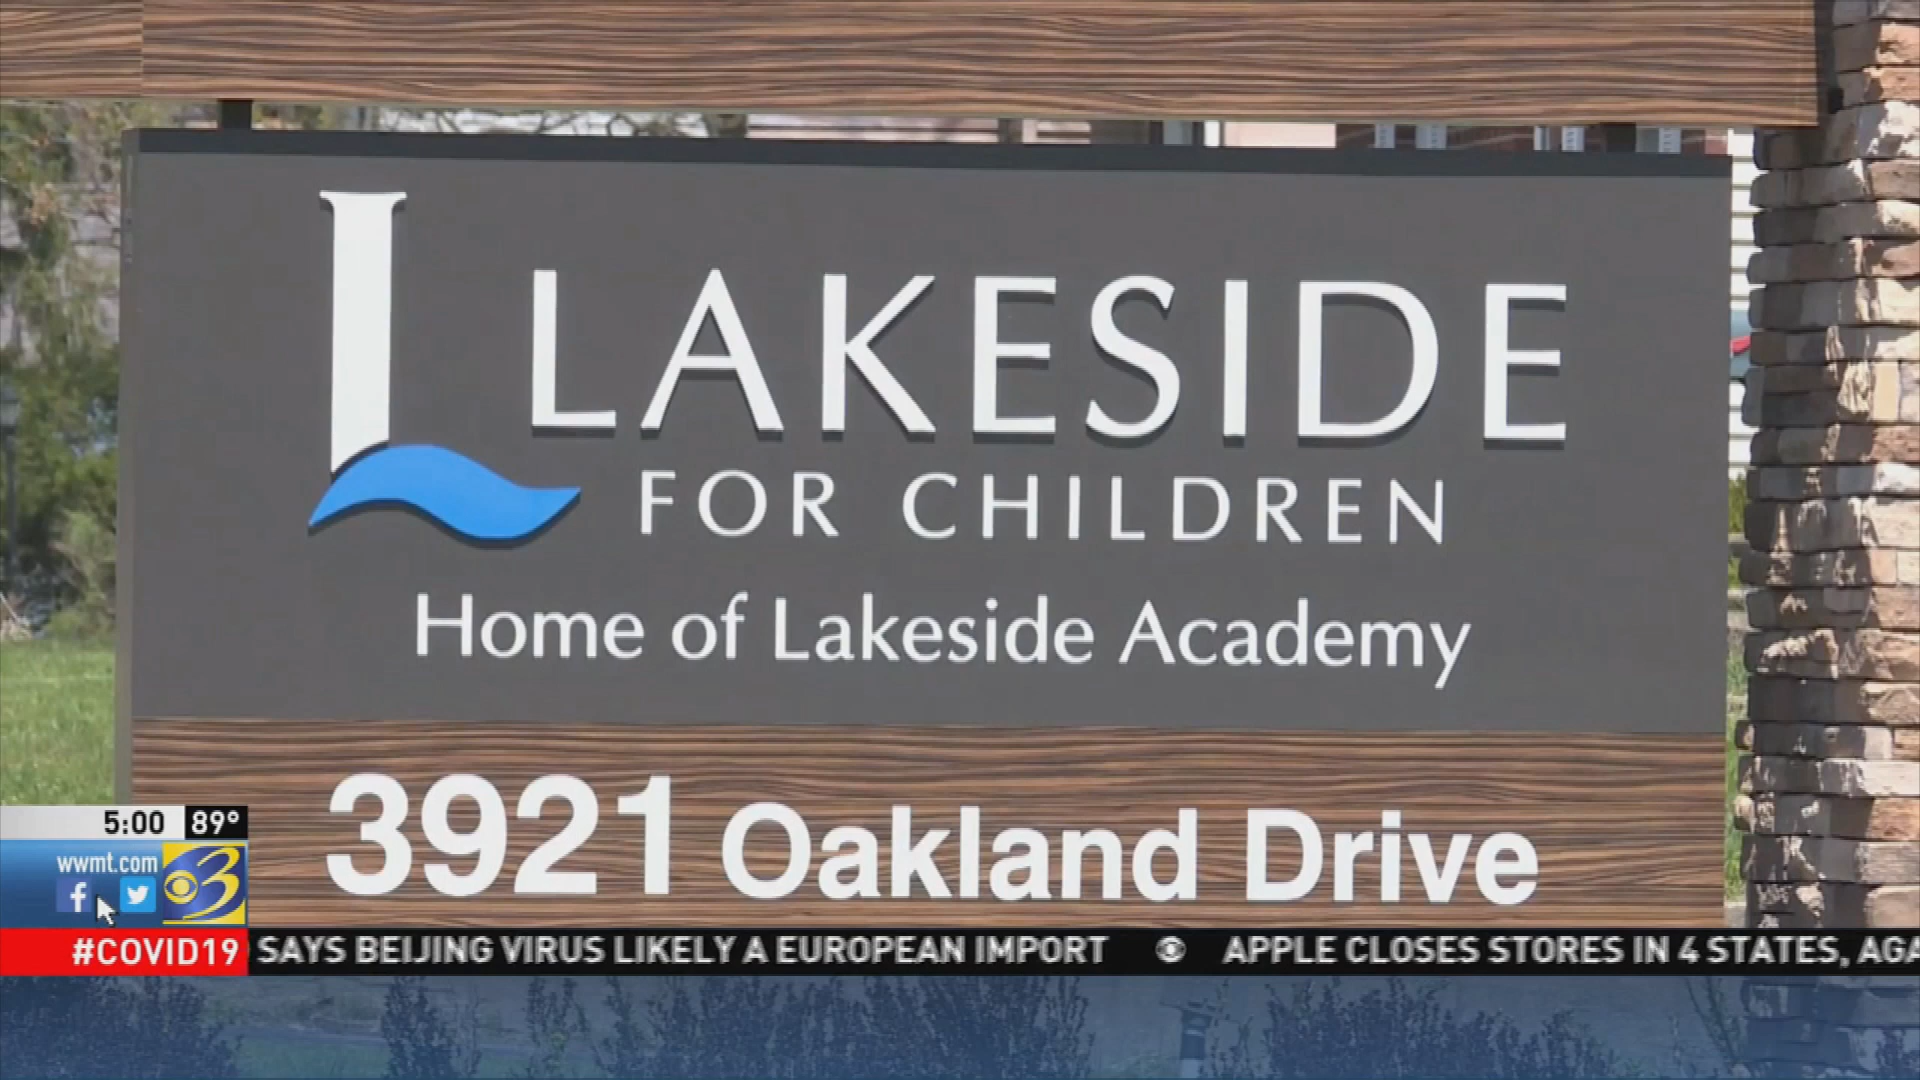 L LAKESIDE
FOR CHILDREN
Home of Lakeside Academy
3921 Oakland Drive
5:00 89°
wwmt.com
3
#COVID19 SAYS BEIJING VIRUS LIKELY A EUROPEAN IMPORT APPLE CLOSES STORES IN 4 STATES, AGA